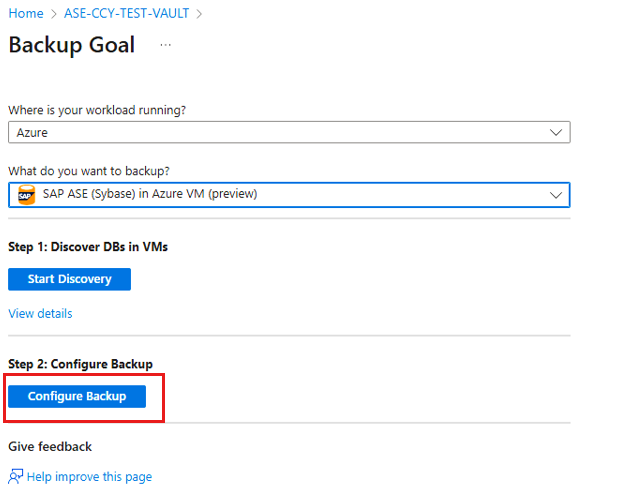 Home > ASE-CCY-TEST-VAULT >
Backup Goal ...
Where is your workload running?
Azure
What do you want to backup?
SAP SAP ASE (Sybase) in Azure VM (preview)
Step 1: Discover DBs in VMs
Start Discovery
View details
Step 2: Configure Backup
Configure Backup
Give feedback
Help improve this page